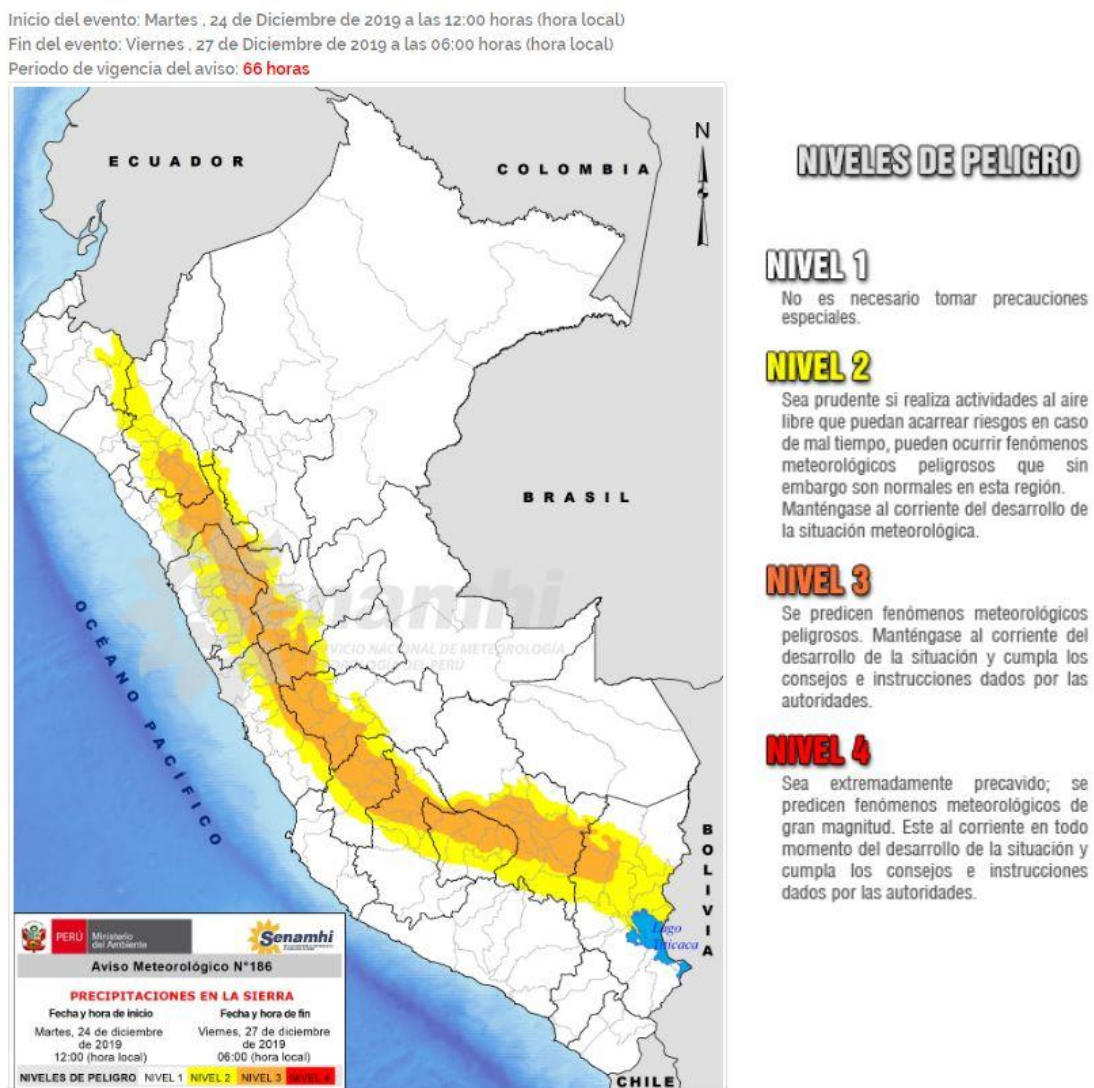 Inicio del evento: Martes , 24 de Diciembre de 2019 a las 12:00 horas (hora local)
Fin del evento: Viernes , 27 de Diciembre de 2019 a las 06:00 horas (hora local)
Periodo de vigencia del aviso: 66 horas
ECUADOR
COLOMBIA
N
BRASIL
OCÉANO PACÍFICO
BOLIVIA
Lago
Titicaca
CHILE
Senamhi
SERVICIO NACIONAL DE METEOROLOGÍA
E HIDROLOGÍA DEL PERÚ
PERÚ
Ministerio
del Ambiente
Senamhi
Aviso Meteorológico N°186
PRECIPITACIONES EN LA SIERRA
Fecha y hora de inicio
Martes, 24 de diciembre
de 2019
12:00 (hora local)
Fecha y hora de fin
Viernes, 27 de diciembre
de 2019
06:00 (hora local)
NIVELES DE PELIGRO NIVEL 1 NIVEL 2 NIVEL 3 NIVEL 4
NIVELES DE PELIGRO
NIVEL 1
No es necesario tomar precauciones
especiales.
NIVEL 2
Sea prudente si realiza actividades al aire
libre que puedan acarrear riesgos en caso
de mal tiempo, pueden ocurrir fenómenos
meteorológicos peligrosos que sin
embargo son normales en esta región.
Manténgase al corriente del desarrollo de
la situación meteorológica.
NIVEL 3
Se predicen fenómenos meteorológicos
peligrosos. Manténgase al corriente del
desarrollo de la situación y cumpla los
consejos e instrucciones dados por las
autoridades.
NIVEL 4
Sea extremadamente precavido; se
predicen fenómenos meteorológicos de
gran magnitud. Este al corriente en todo
momento del desarrollo de la situación y
cumpla los consejos e instrucciones
dados por las autoridades.